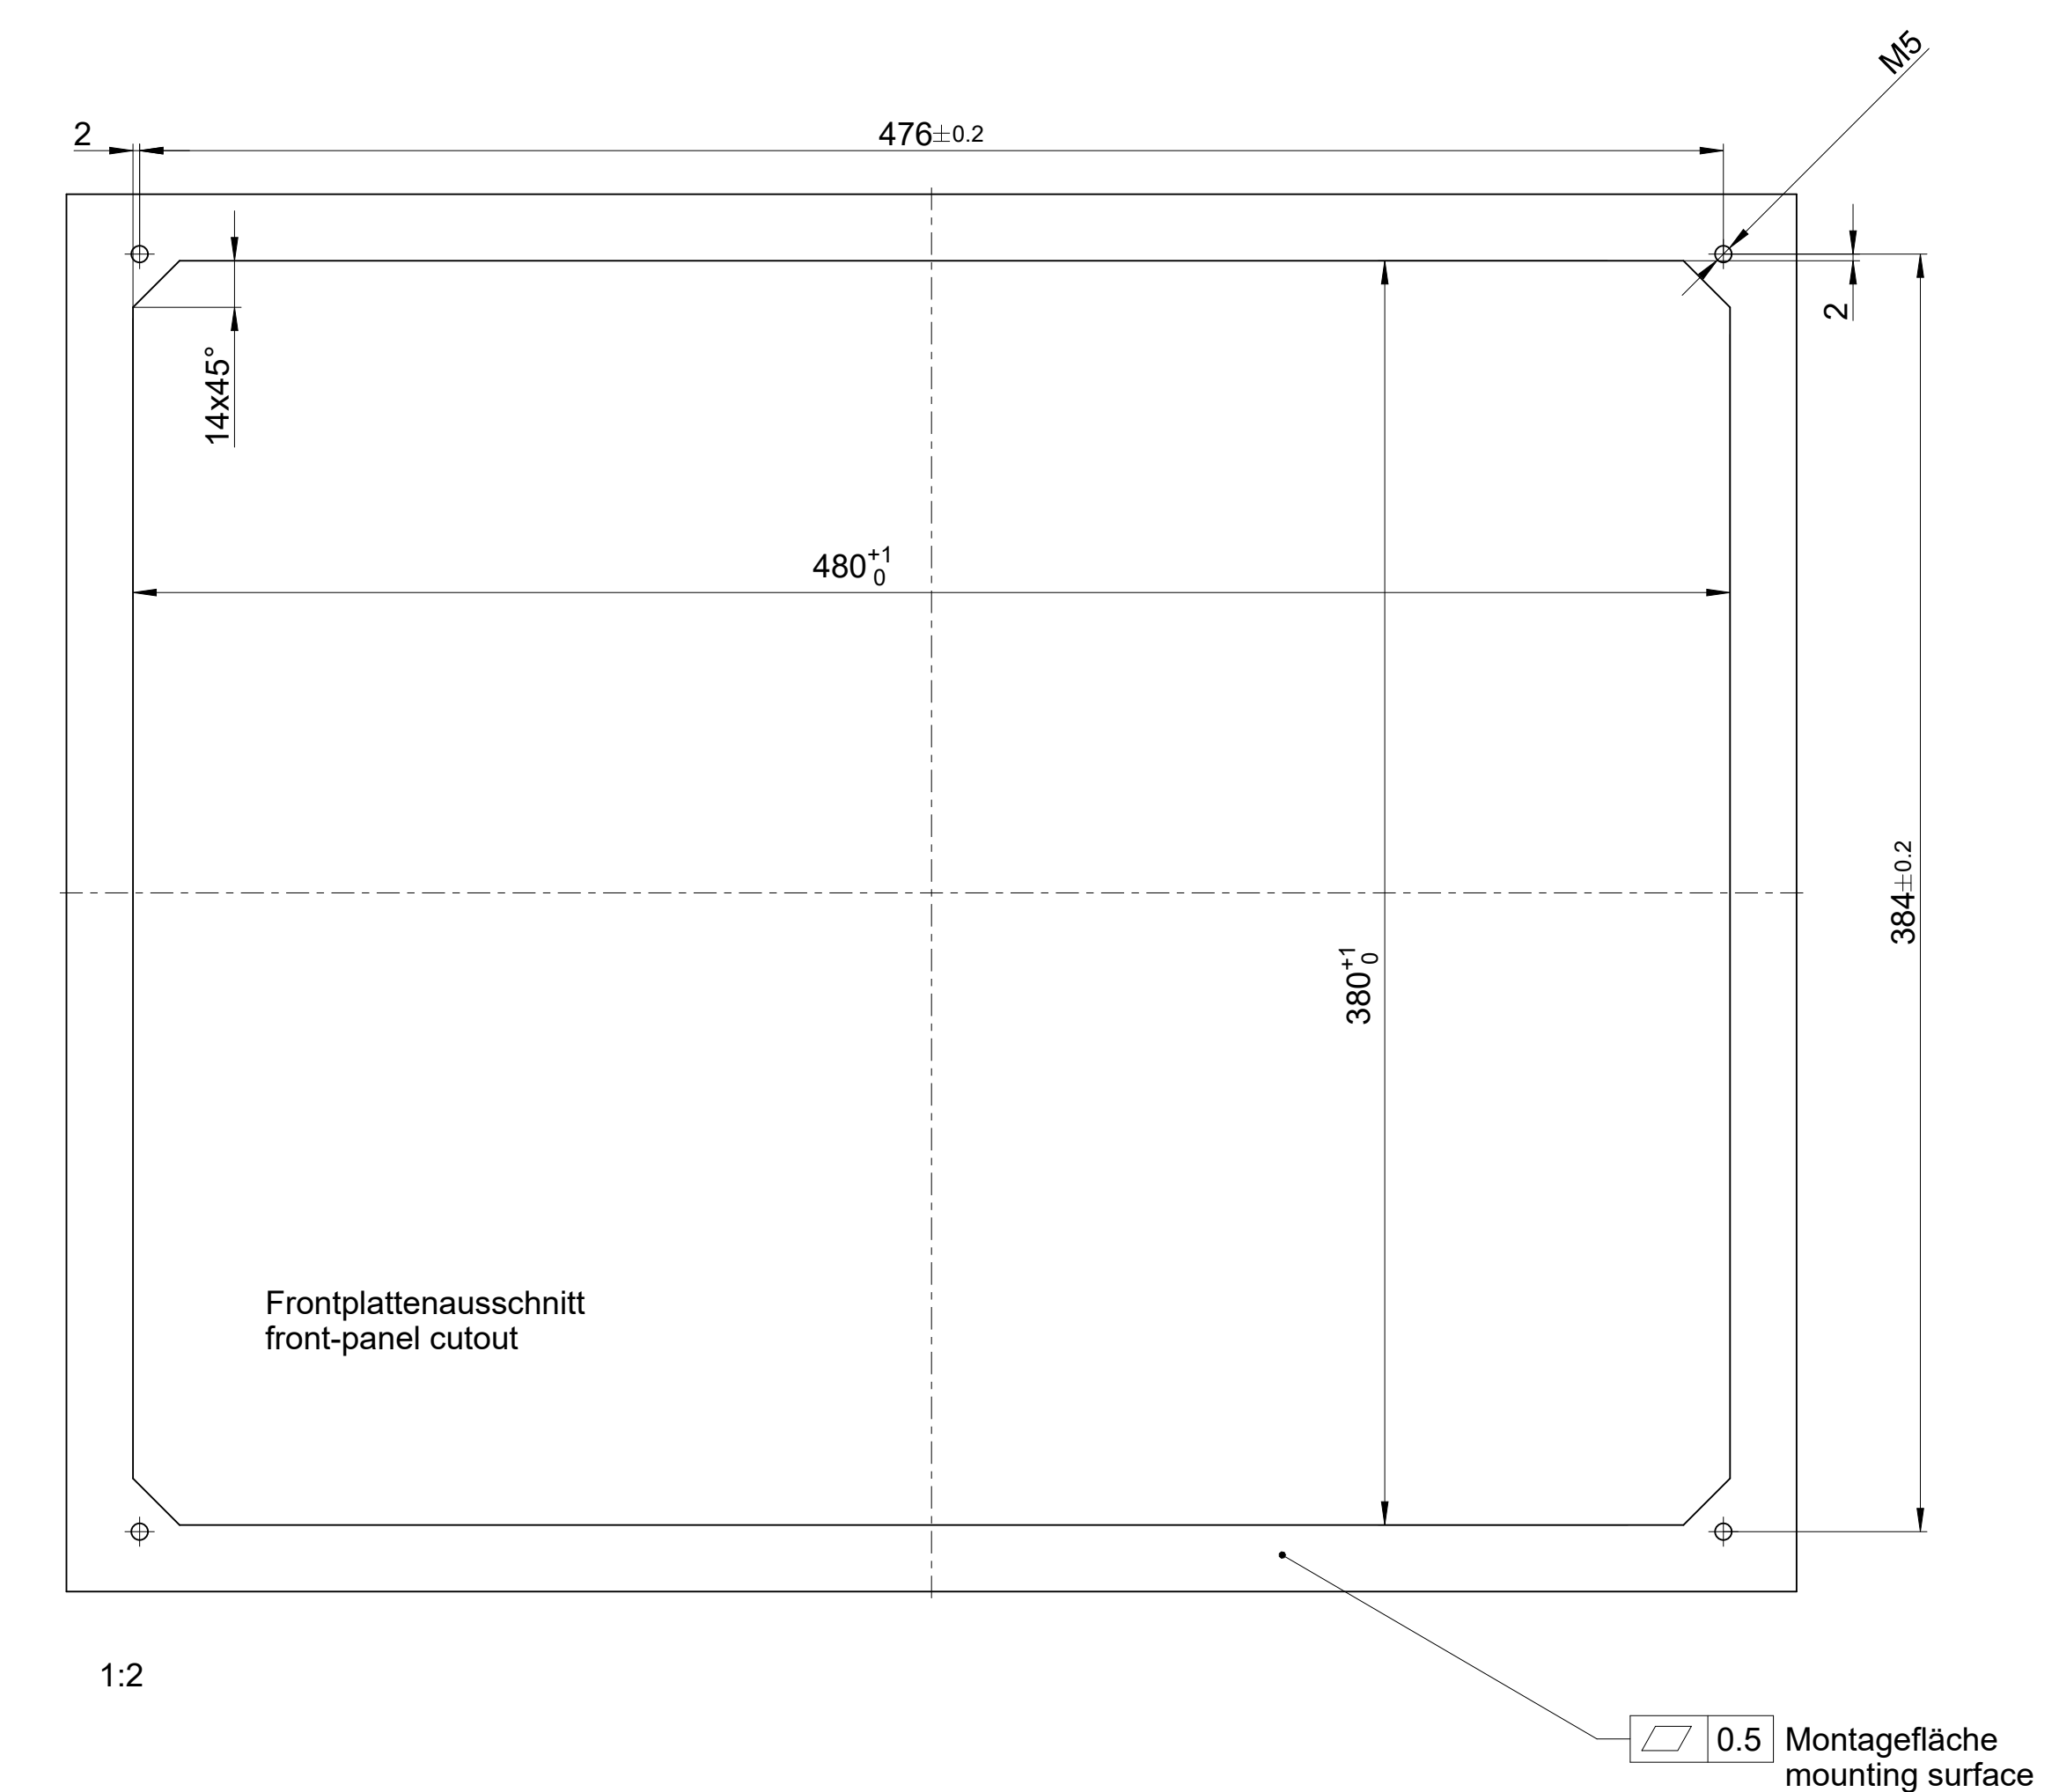 M5
2
476±0.2
2
14x45°
480 +1 0
384±0.2
380 +1 0
Frontplattenausschnitt
front-panel cutout
1:2
0.5 Montagefläche
mounting surface